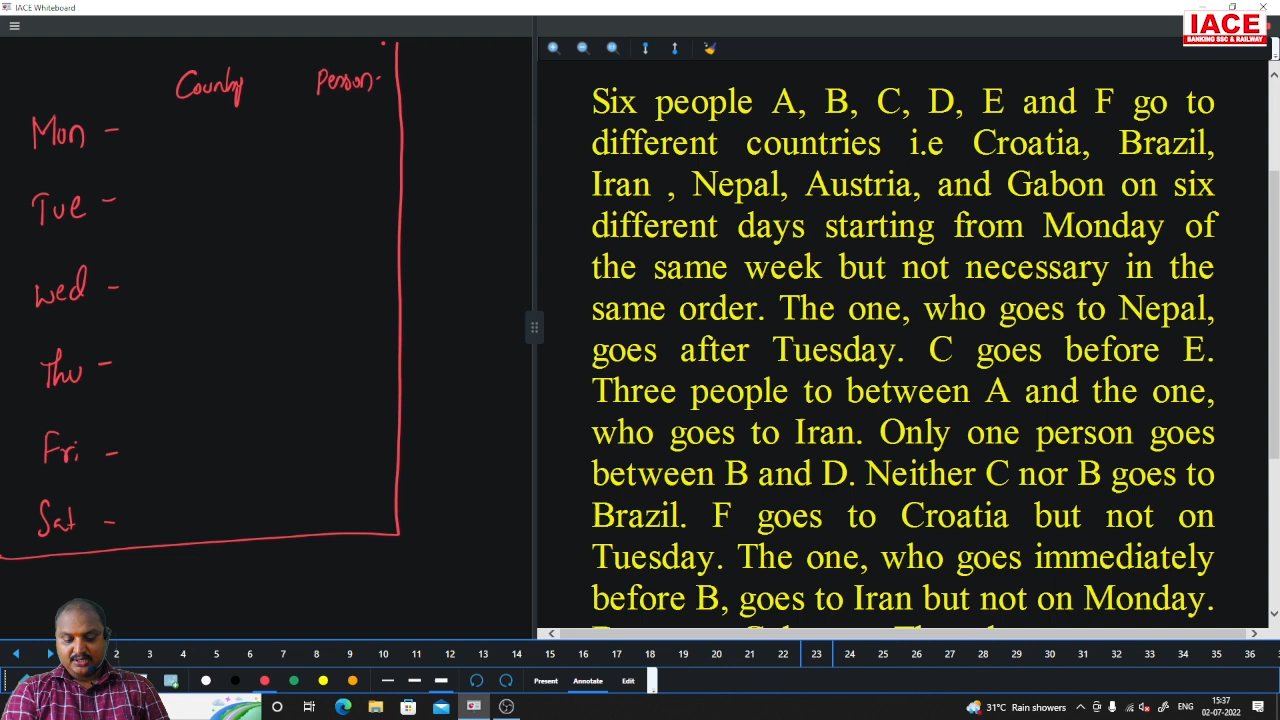 IACE Whiteboard
IACE
BANKING SSC & RAILWAY
Country Person.
Mon -
Tue -
Wed -
Thu -
Fri -
Sat -
Six people A, B, C, D, E and F go to
different countries i.e Croatia, Brazil,
Iran , Nepal, Austria, and Gabon on six
different days starting from Monday of
the same week but not necessary in the
same order. The one, who goes to Nepal,
goes after Tuesday. C goes before E.
Three people to between A and the one,
who goes to Iran. Only one person goes
between B and D. Neither C nor B goes to
Brazil. F goes to Croatia but not on
Tuesday. The one, who goes immediately
before B, goes to Iran but not on Monday.
2 3 4 5 6 7 8 9 10 11 12 13 14 15 16 17 18 19 20 21 22 23 24 25 26 27 28 29 30 31 32 33 34 35 36
Present Annotate Edit
31°C Rain showers ENG 15:37
02-07-2022